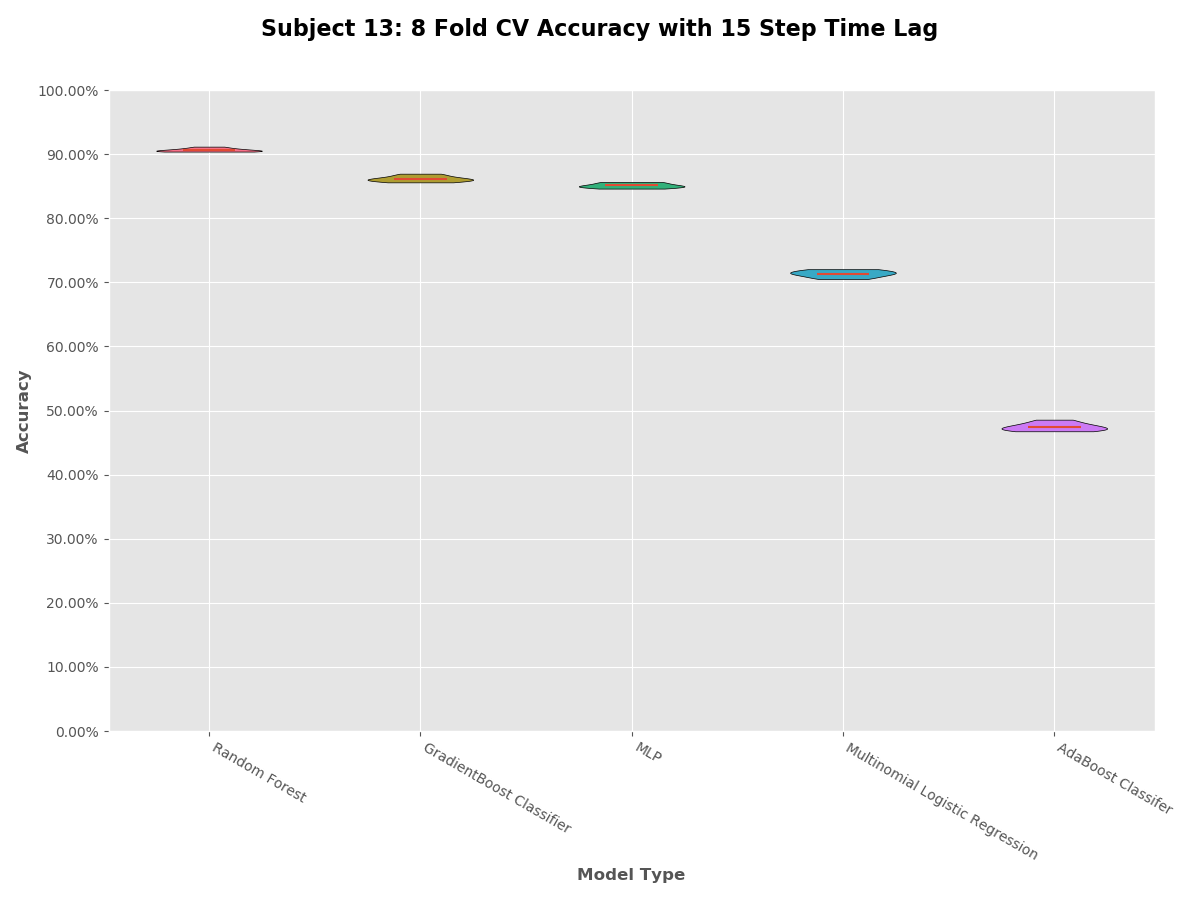 Subject 13: 8 Fold CV Accuracy with 15 Step Time Lag
100.00%
90.00%
80.00%
70.00%
60.00%
50.00%
40.00%
30.00%
20.00%
10.00%
0.00%
Accuracy
Random Forest
GradientBoost Classifier
MLP
Multinomial Logistic Regression
AdaBoost Classifer
Model Type